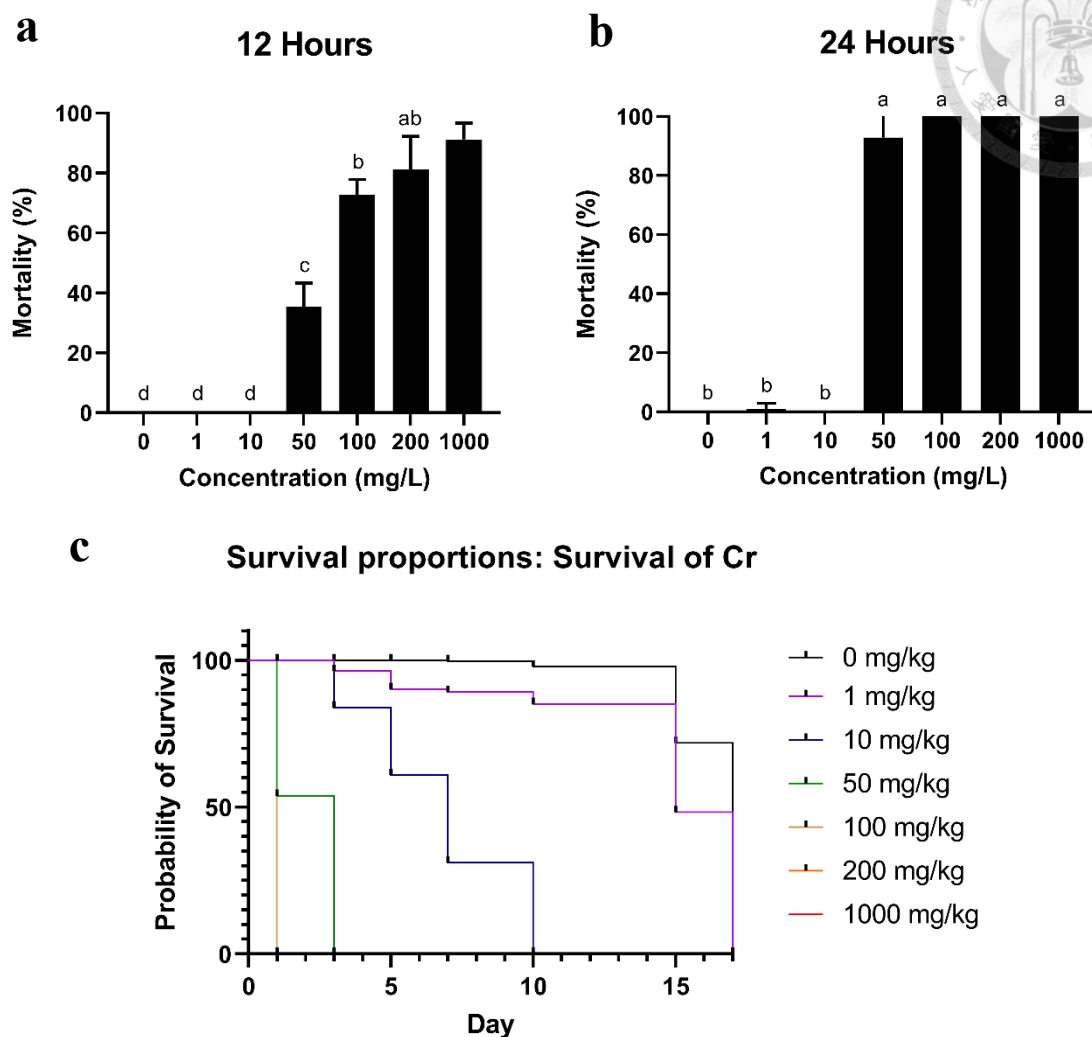 a
12 Hours
Mortality (%)
100
80
60
40
20
0
d
d
d
c
b
ab
0
1
10
50
100
200
1000
Concentration (mg/L)
b
24 Hours
Mortality (%)
100
80
60
40
20
0
b
b
b
a
a
a
a
0
1
10
50
100
200
1000
Concentration (mg/L)
c
Survival proportions: Survival of Cr
Probability of Survival
100
50
0
0
5
10
15
Day
0 mg/kg
1 mg/kg
10 mg/kg
50 mg/kg
100 mg/kg
200 mg/kg
1000 mg/kg